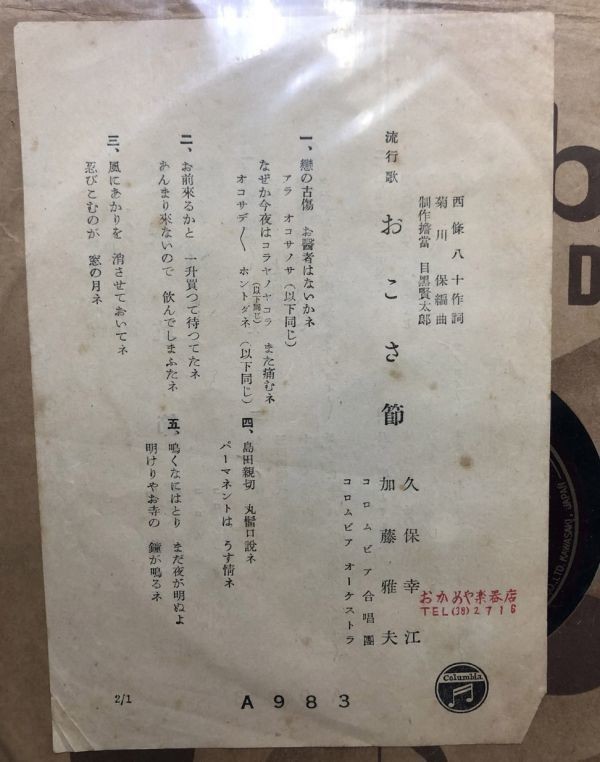 西條八十作詞
菊川　保編曲
制作擔當　目黑賢太郎
流行歌　おこさ節
久保幸江
加藤雅夫
コロムビア合唱團
コロムビアオーケストラ
一、戀の古傷　お醫者はないかネ
アラ　オコサノサ（以下同じ）
なぜか今夜はコラヤノヤコラ（以下同じ）　また痛むネ
オコサデ〱　ホントダネ（以下同じ）
二、お前來るかと　一升買つて待つてたネ
あんまり來ないので　飲んでしまふたネ
三、風にあかりを　消させておいてネ
忍びこむのが　窓の月ネ
四、島田親切　丸髷口說ネ
パーマネントは　うす情ネ
五、鳴くなにはとり　まだ夜が明ぬよ
明けりやお寺の　鐘が鳴るネ
おかめや楽器店
TEL(38)2716
Columbia
A983
2/1
LTD. KAWASAKI, JAPAN